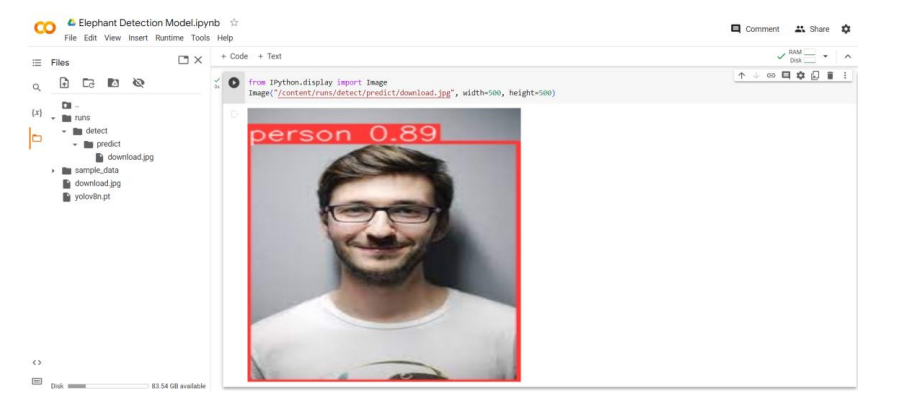 Elephant Detection Model.ipynb
File Edit View Insert Runtime Tools Help
Comment Share
Files
+ Code + Text
RAM
Disk
..
runs
detect
predict
download.jpg
sample_data
download.jpg
yolov8n.pt
{x}
from IPython.display import Image
Image("/content/runs/detect/predict/download.jpg", width=500, height=500)
person 0.89
<>
Disk 83.54 GB available